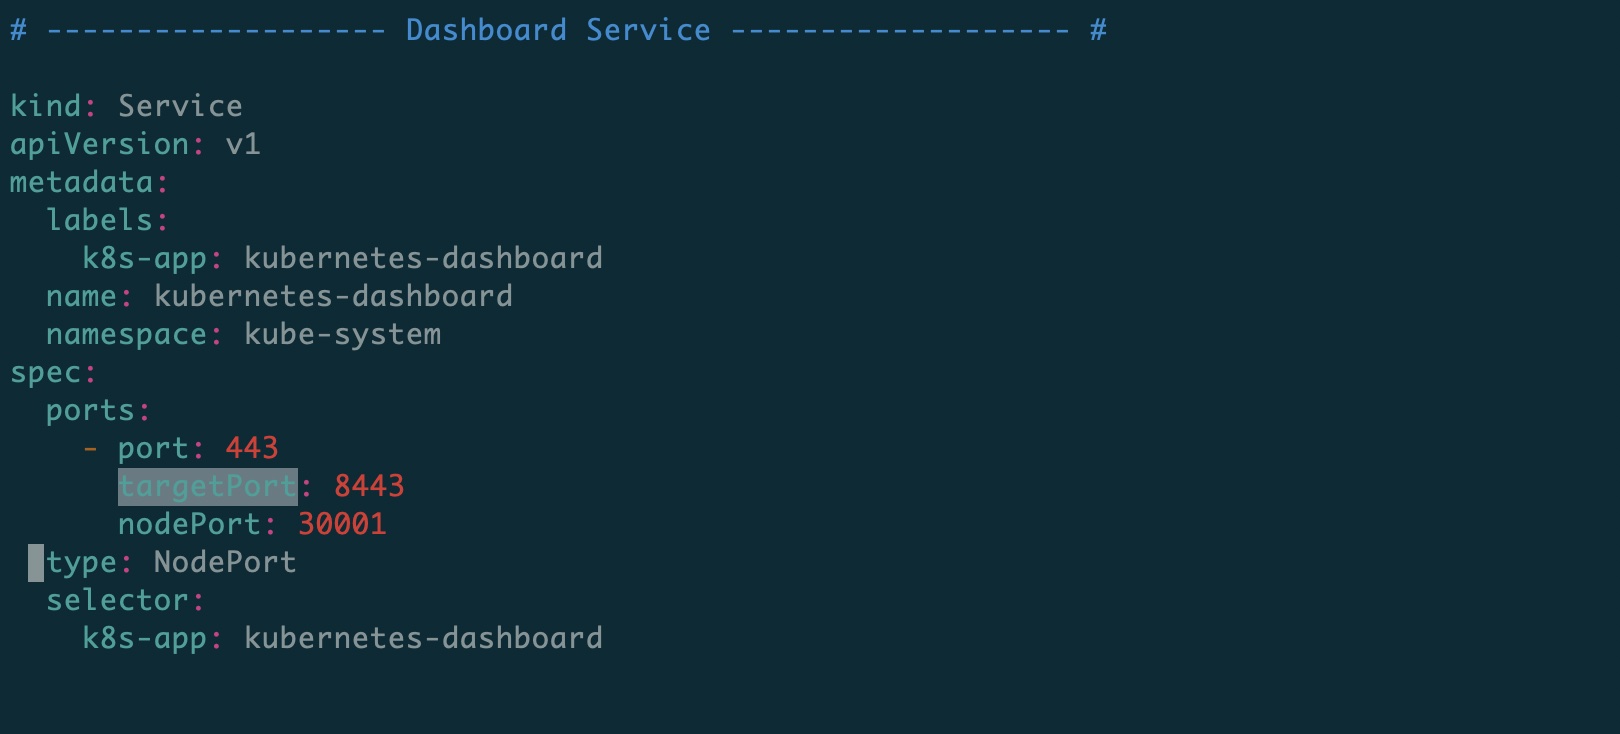 # ------------------- Dashboard Service ------------------- #

kind: Service
apiVersion: v1
metadata:
  labels:
    k8s-app: kubernetes-dashboard
  name: kubernetes-dashboard
  namespace: kube-system
spec:
  ports:
    - port: 443
      targetPort: 8443
      nodePort: 30001
  type: NodePort
  selector:
    k8s-app: kubernetes-dashboard